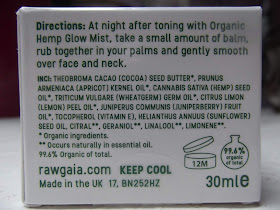 Directions: At night after toning with Organic
Hemp Glow Mist, take a small amount of balm,
rub together in your palms and gently smooth
over face and neck.
INCI: THEOBROMA CACAO (COCOA) SEED BUTTER*, PRUNUS
ARMENIACA (APRICOT) KERNEL OIL, CANNABIS SATIVA (HEMP) SEED
OIL*, TRITICUM VULGARE (WHEATGERM) GERM OIL*, CITRUS LIMON
(LEMON) PEEL OIL*, JUNIPERUS COMMUNIS (JUNIPERBERRY) FRUIT
OIL*, TOCOPHEROL (VITAMIN E), HELIANTHUS ANNUUS (SUNFLOWER)
SEED OIL, CITRAL**, GERANIOL**, LINALOOL**, LIMONENE**.
* Organic ingredients.
** Occurs naturally in essential oil.
99.6% Organic of total.
12M
99.6%
organic
of total
rawgaia.com KEEP COOL
Made in the UK 17, BN252HZ
30ml e